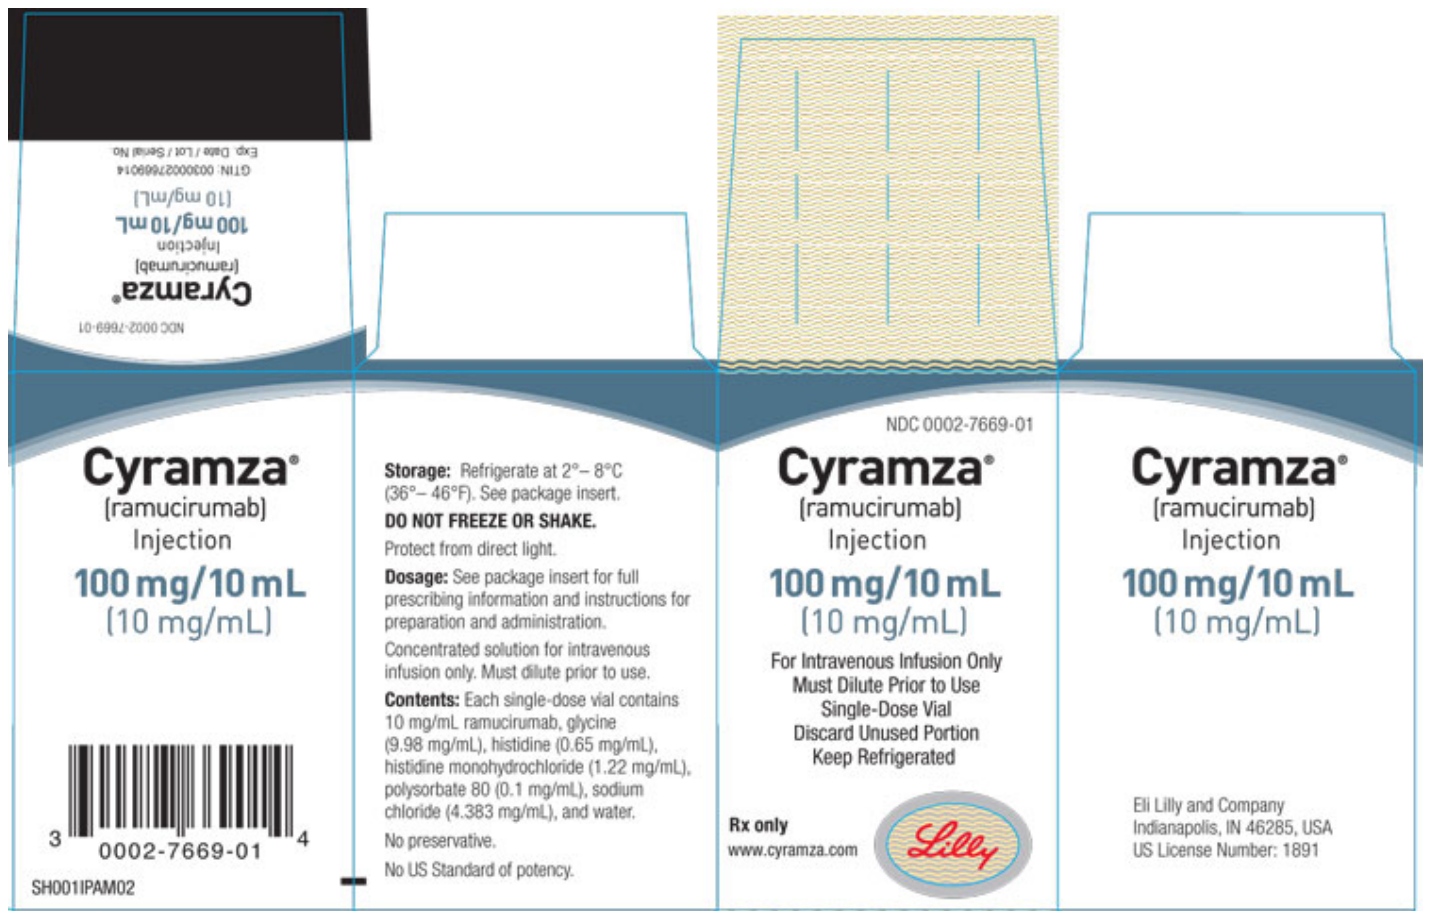 Exp. Date / Lot / Serial No.
GTIN: 00300027669014
(10 mg/mL)
100 mg/10 mL
Injection
(ramucirumab)
Cyramza®
NDC 0002-7669-01
Cyramza®
(ramucirumab)
Injection
100 mg/10 mL
(10 mg/mL)
3 0002-7669-01 4
SH001IPAM02
Storage: Refrigerate at 2°– 8°C
(36°– 46°F). See package insert.
DO NOT FREEZE OR SHAKE.
Protect from direct light.
Dosage: See package insert for full
prescribing information and instructions for
preparation and administration.
Concentrated solution for intravenous
infusion only. Must dilute prior to use.
Contents: Each single-dose vial contains
10 mg/mL ramucirumab, glycine
(9.98 mg/mL), histidine (0.65 mg/mL),
histidine monohydrochloride (1.22 mg/mL),
polysorbate 80 (0.1 mg/mL), sodium
chloride (4.383 mg/mL), and water.
No preservative.
No US Standard of potency.
NDC 0002-7669-01
Cyramza®
(ramucirumab)
Injection
100 mg/10 mL
(10 mg/mL)
For Intravenous Infusion Only
Must Dilute Prior to Use
Single-Dose Vial
Discard Unused Portion
Keep Refrigerated
Rx only
www.cyramza.com
Lilly
Cyramza®
(ramucirumab)
Injection
100 mg/10 mL
(10 mg/mL)
Eli Lilly and Company
Indianapolis, IN 46285, USA
US License Number: 1891